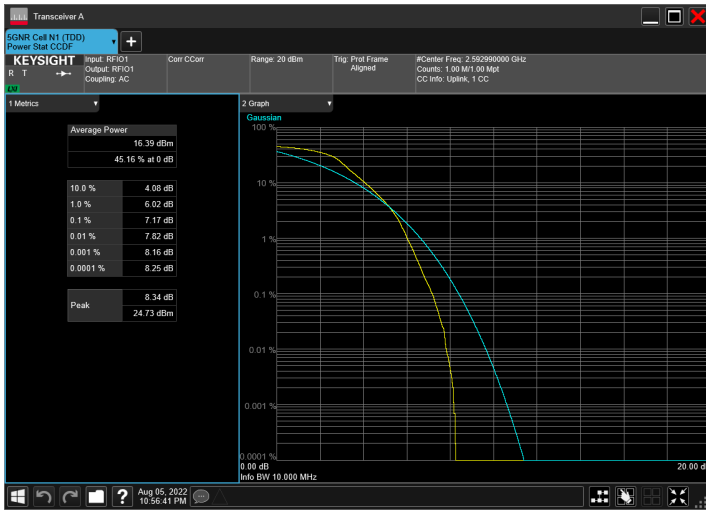 Transceiver A
5GNR Cell N1 (TDD)
Power Stat CCDF
+
KEYSIGHT
R T
LXI
Input: RFIO1
Output: RFIO1
Coupling: AC
Corr CCorr
Range: 20 dBm
Trig: Prot Frame
Aligned
#Center Freq: 2.592990000 GHz
Counts: 1.00 M/1.00 Mpt
CC Info: Uplink, 1 CC
1 Metrics
Average Power
16.39 dBm
45.16 % at 0 dB
10.0 % 4.08 dB
1.0 % 6.02 dB
0.1 % 7.17 dB
0.01 % 7.82 dB
0.001 % 8.16 dB
0.0001 % 8.25 dB
Peak
8.34 dB
24.73 dBm
2 Graph
Gaussian
100 %
10 %
1 %
0.1 %
0.01 %
0.001 %
0.0001 %
0.00 dB
20.00 d
Info BW 10.000 MHz
?
Aug 05, 2022
10:56:41 PM